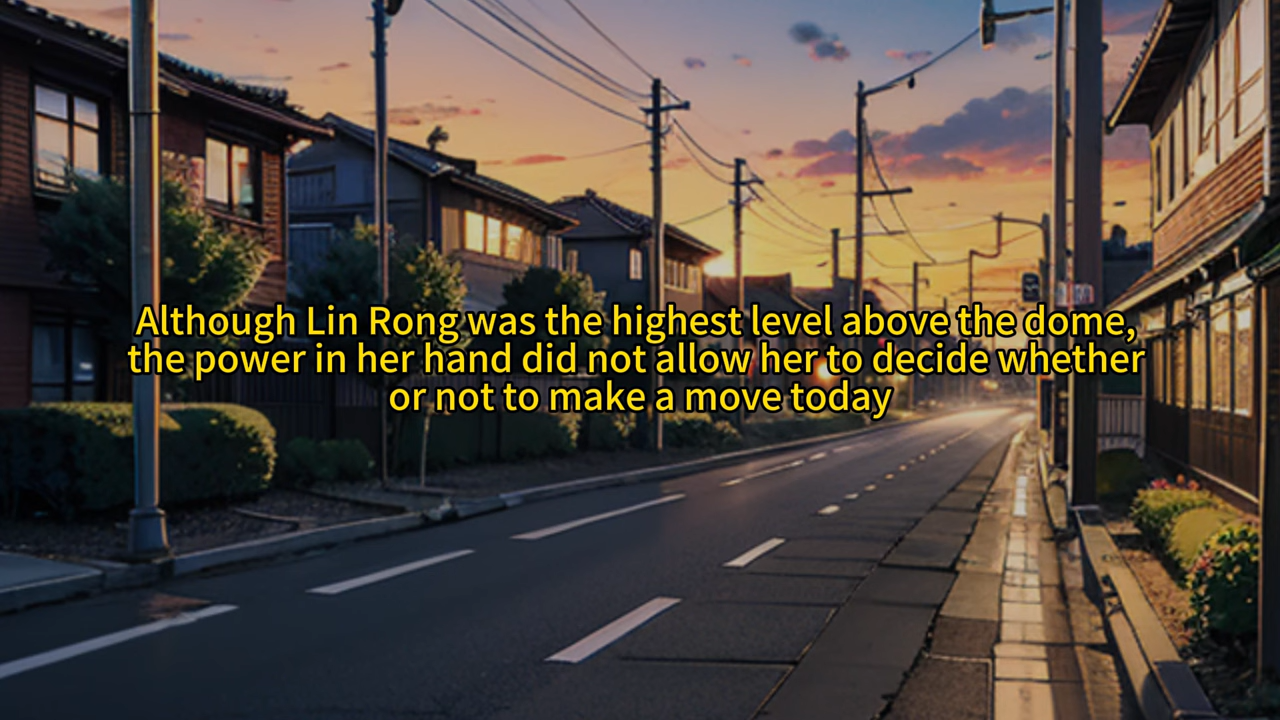 Although Lin Rong was the highest level above the dome,
the power in her hand did not allow her to decide whether
or not to make a move today